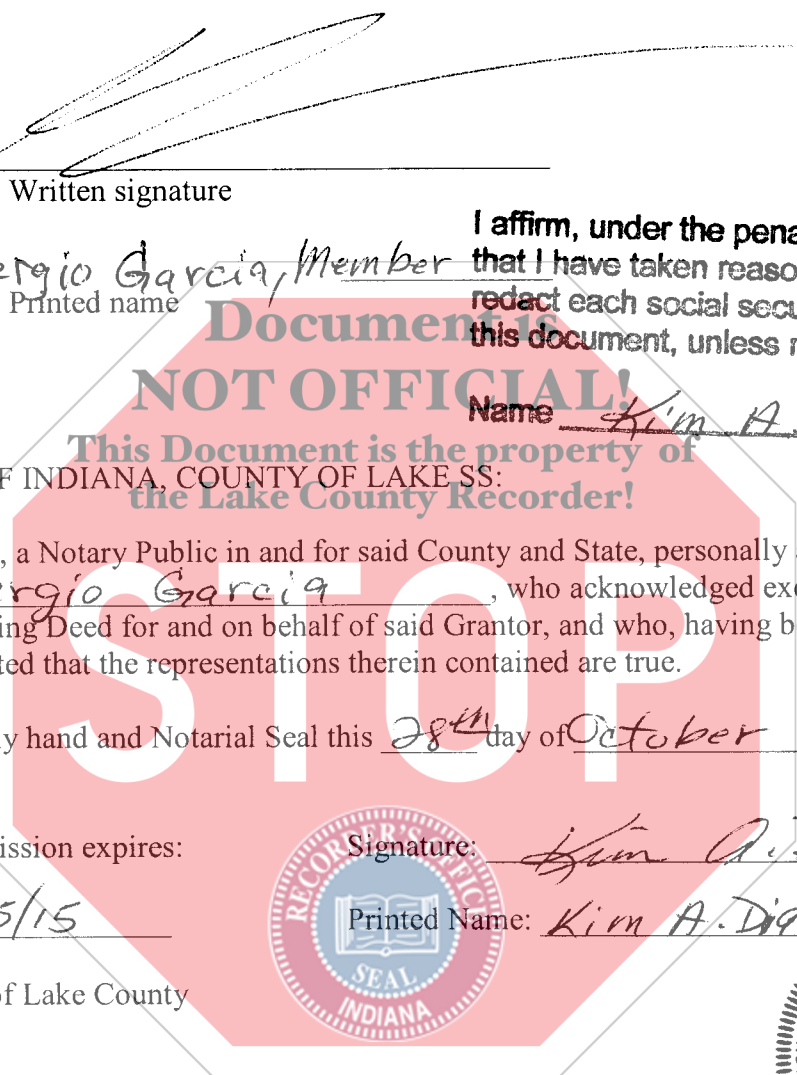 Written signature
ergio Garcia, Member
Printed name
I affirm, under the pena
that I have taken reaso
redact each social secu
this document, unless r
Name Kim A
Document is
NOT OFFICIAL!
This Document is the property of
the Lake County Recorder!
F INDIANA, COUNTY OF LAKE SS:
, a Notary Public in and for said County and State, personally
ergio Garcia, who acknowledged exe
ing Deed for and on behalf of said Grantor, and who, having b
ted that the representations therein contained are true.
STOP
y hand and Notarial Seal this 28th day of October
ission expires:
Signature: Kim A.
5/15
Printed Name: Kim A. Dia
of Lake County
RECORDER'S OFFICE
SEAL
INDIANA